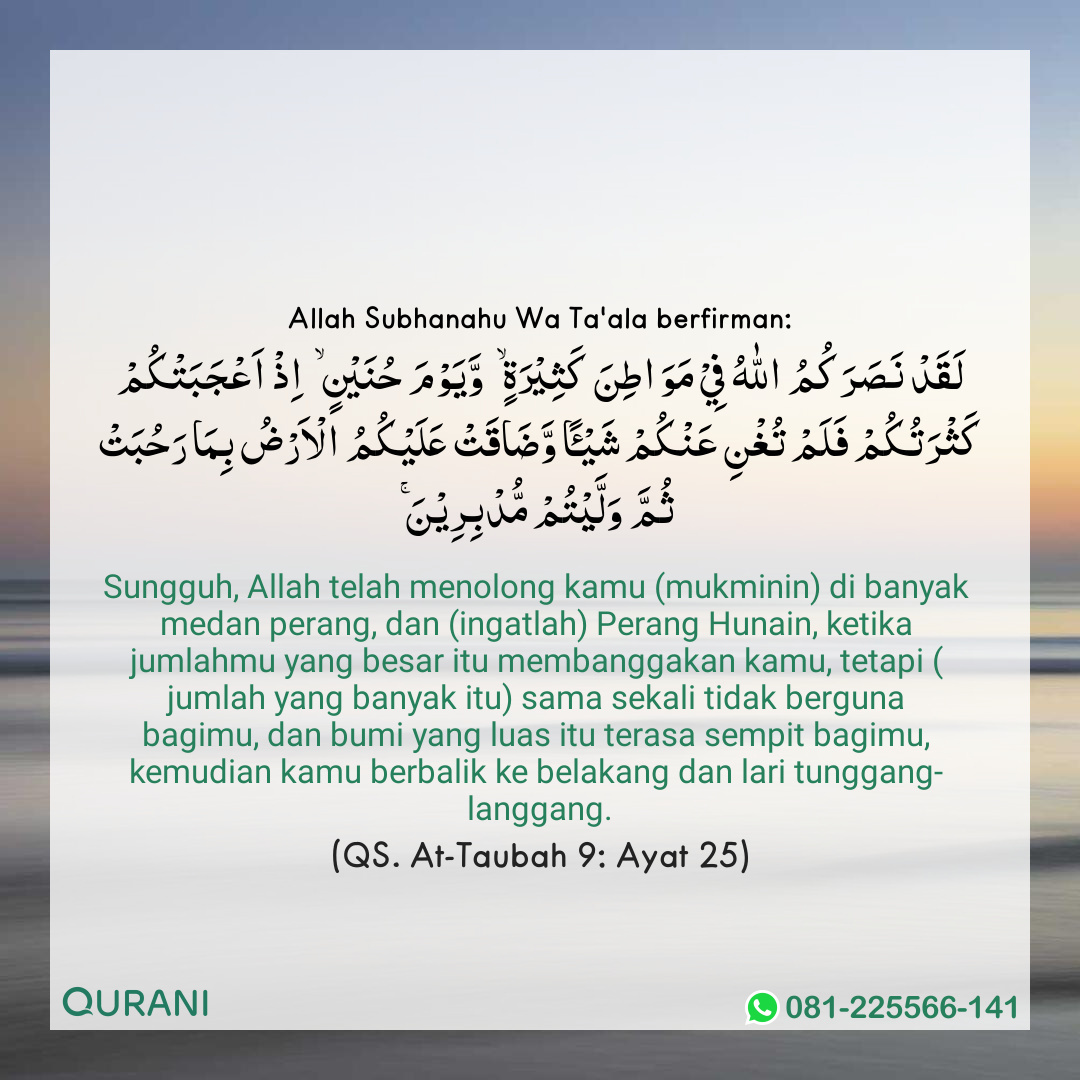 Allah Subhanahu Wa Ta'ala berfirman:
لَقَدْ نَصَرَكُمُ اللّٰهُ فِيْ مَوَاطِنَ كَثِيْرَةٍۙ وَّيَوْمَ حُنَيْنٍۙ اِذْ اَعْجَبَتْكُمْ
كَثْرَتُكُمْ فَلَمْ تُغْنِ عَنْكُمْ شَيْـًٔا وَّضَاقَتْ عَلَيْكُمُ الْاَرْضُ بِمَا رَحُبَتْ
ثُمَّ وَلَّيْتُمْ مُّدْبِرِيْنَۚ
Sungguh, Allah telah menolong kamu (mukminin) di banyak
medan perang, dan (ingatlah) Perang Hunain, ketika
jumlahmu yang besar itu membanggakan kamu, tetapi (
jumlah yang banyak itu) sama sekali tidak berguna
bagimu, dan bumi yang luas itu terasa sempit bagimu,
kemudian kamu berbalik ke belakang dan lari tunggang-
langgang.
(QS. At-Taubah 9: Ayat 25)
QURANI
081-225566-141